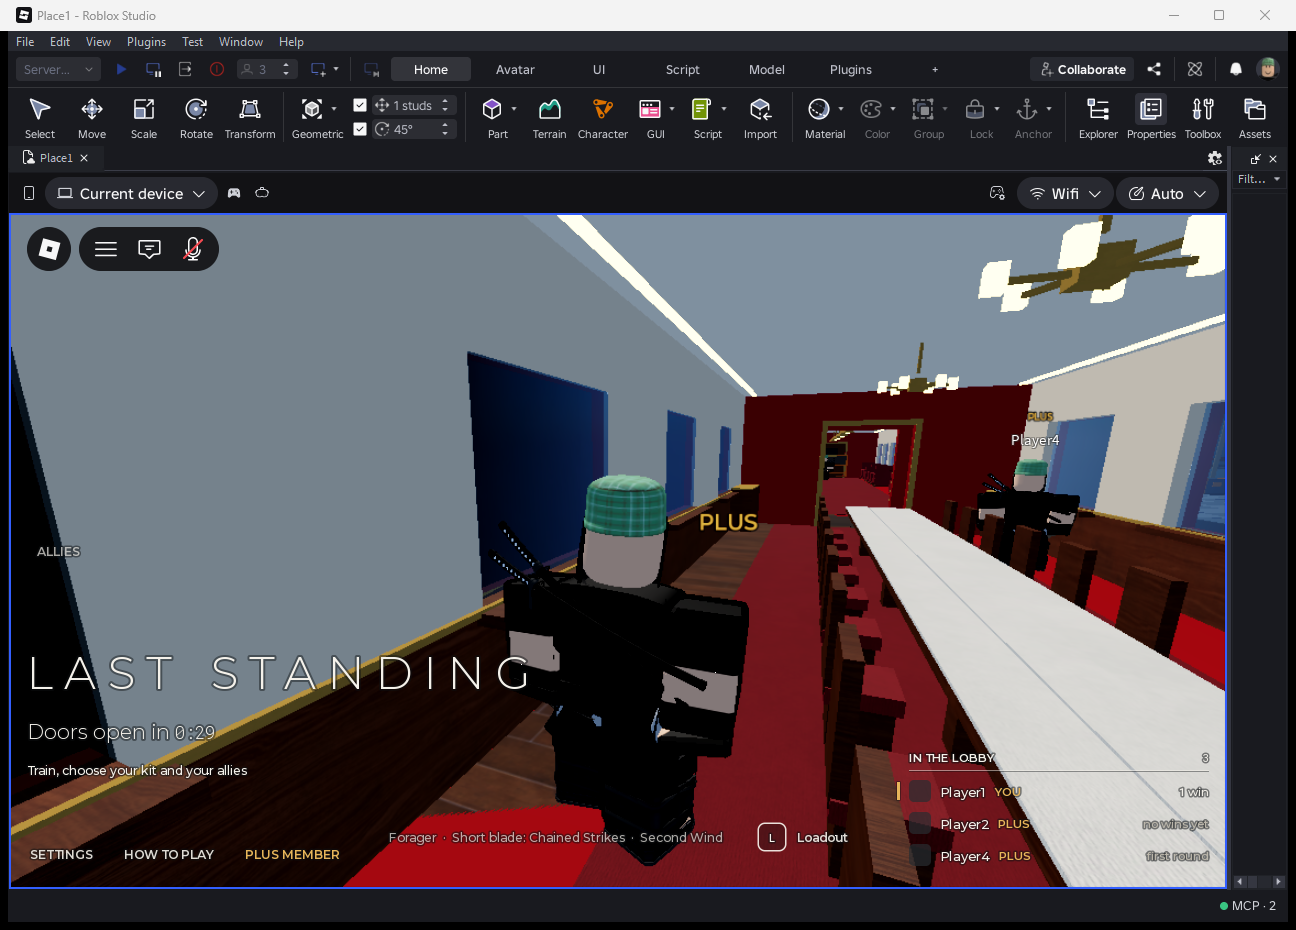 Place1 - Roblox Studio
File Edit View Plugins Test Window Help
Server... 3 Home Avatar UI Script Model Plugins + Collaborate
1 studs
45°
Select Move Scale Rotate Transform Geometric Part Terrain Character GUI Script Import Material Color Group Lock Anchor Explorer Properties Toolbox Assets
Place1
Filt...
Current device Wifi Auto
PLUS
Player4
PLUS
ALLIES
LAST STANDING
Doors open in 0:29
Train, choose your kit and your allies
IN THE LOBBY 3
Player1 YOU 1 win
Player2 PLUS no wins yet
Player4 PLUS first round
Forager · Short blade: Chained Strikes · Second Wind L Loadout
SETTINGS HOW TO PLAY PLUS MEMBER
MCP · 2